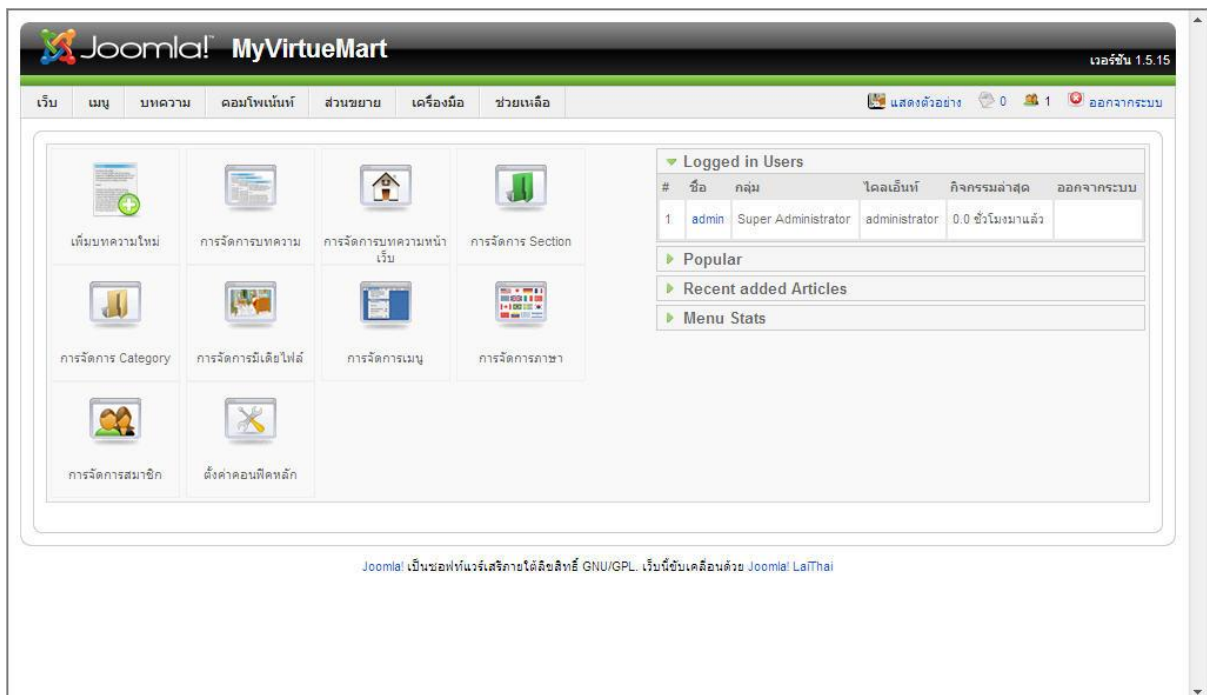 Joomla!™ MyVirtueMart
เวอร์ชัน 1.5.15
เว็บ เมนู บทความ คอมโพเน้นท์ ส่วนขยาย เครื่องมือ ช่วยเหลือ แสดงตัวอย่าง 0 1 ออกจากระบบ
เพิ่มบทความใหม่ การจัดการบทความ การจัดการบทความหน้า การจัดการ Section
เว็บ
การจัดการ Category การจัดการมีเดียไฟล์ การจัดการเมนู การจัดการภาษา
การจัดการสมาชิก ตั้งค่าคอนฟิคหลัก
Logged in Users
# ชื่อ กลุ่ม ไคลเอ็นท์ กิจกรรมล่าสุด ออกจากระบบ
1 admin Super Administrator administrator 0.0 ชั่วโมงมาแล้ว
Popular
Recent added Articles
Menu Stats
Joomla! เป็นซอฟท์แวร์เสรีภายใต้ลิขสิทธิ์ GNU/GPL. เว็บนี้ขับเคลื่อนด้วย Joomla! LaiThai